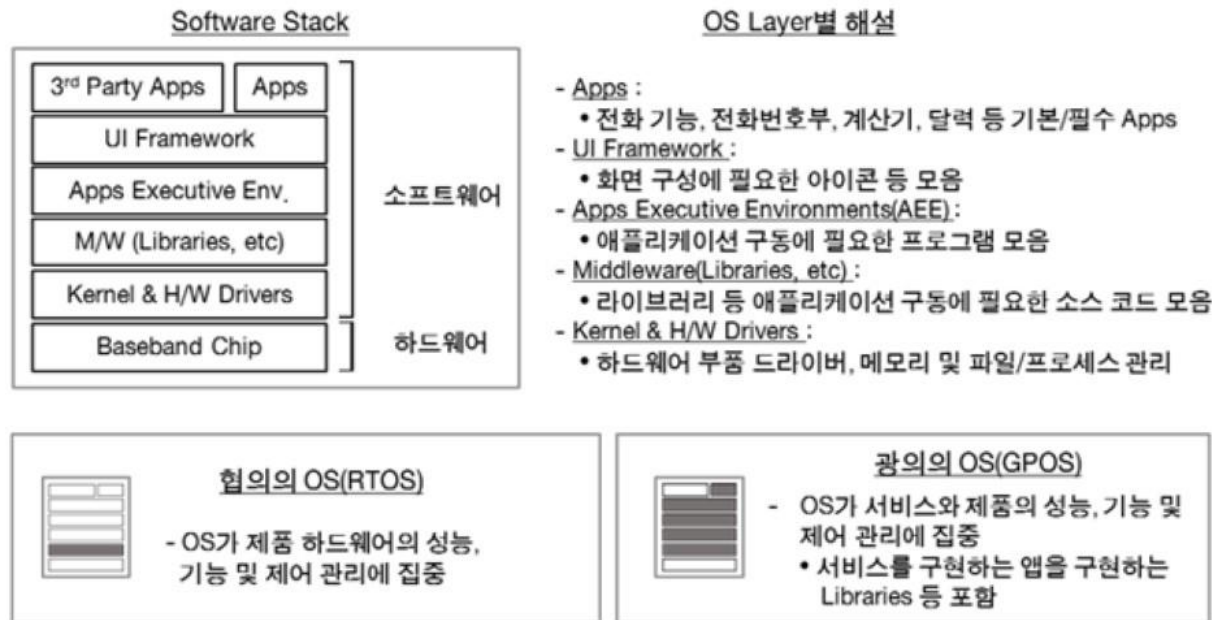 Software Stack
3rd Party Apps
Apps
UI Framework
Apps Executive Env.
M/W (Libraries, etc)
Kernel & H/W Drivers
Baseband Chip
소프트웨어
하드웨어
OS Layer별 해설
- Apps :
• 전화 기능, 전화번호부, 계산기, 달력 등 기본/필수 Apps
- UI Framework :
• 화면 구성에 필요한 아이콘 등 모음
- Apps Executive Environments(AEE) :
• 애플리케이션 구동에 필요한 프로그램 모음
- Middleware(Libraries, etc) :
• 라이브러리 등 애플리케이션 구동에 필요한 소스 코드 모음
- Kernel & H/W Drivers :
• 하드웨어 부품 드라이버, 메모리 및 파일/프로세스 관리
협의의 OS(RTOS)
- OS가 제품 하드웨어의 성능,
기능 및 제어 관리에 집중
광의의 OS(GPOS)
- OS가 서비스와 제품의 성능, 기능 및
제어 관리에 집중
• 서비스를 구현하는 앱을 구현하는
Libraries 등 포함